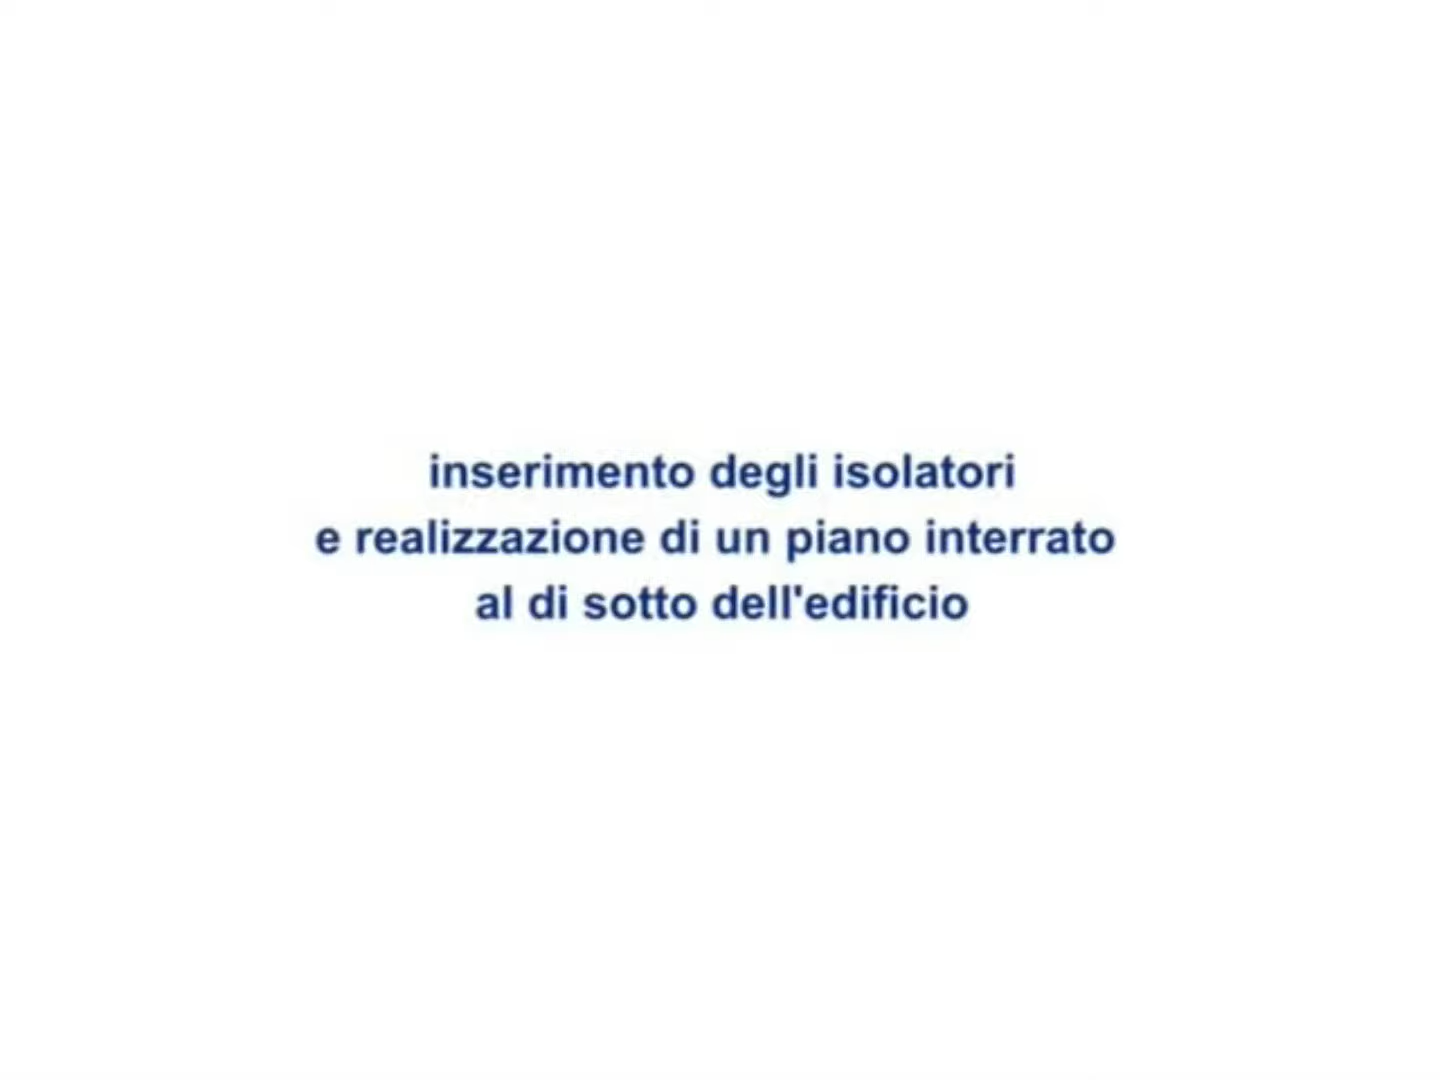 inserimento degli isolatori
e realizzazione di un piano interrato
al di sotto dell'edificio